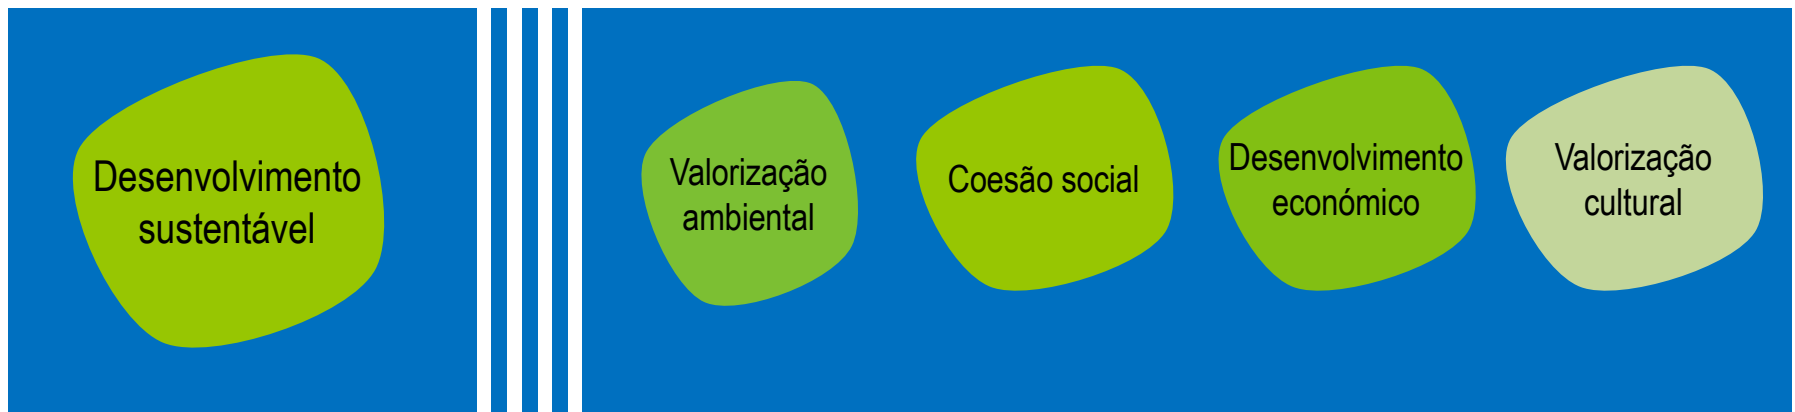 Desenvolvimento
sustentável
Valorização
ambiental
Coesão social
Desenvolvimento
económico
Valorização
cultural